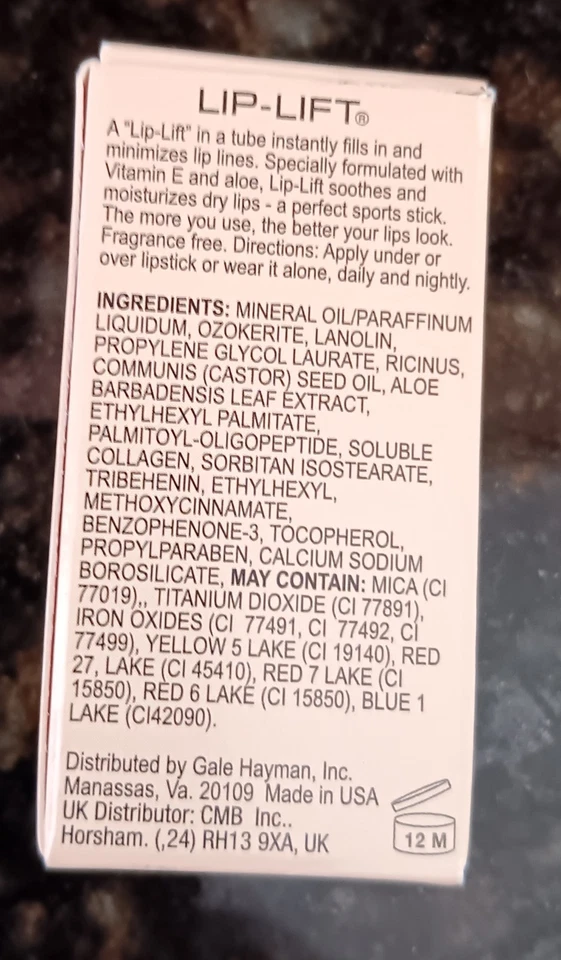 LIP-LIFT®
A "Lip-Lift" in a tube instantly fills in and
minimizes lip lines. Specially formulated with
Vitamin E and aloe, Lip-Lift soothes and
moisturizes dry lips - a perfect sports stick.
The more you use, the better your lips look.
Fragrance free. Directions: Apply under or
over lipstick or wear it alone, daily and nightly.
INGREDIENTS: MINERAL OIL/PARAFFINUM
LIQUIDUM, OZOKERITE, LANOLIN,
PROPYLENE GLYCOL LAURATE, RICINUS,
COMMUNIS (CASTOR) SEED OIL, ALOE
BARBADENSIS LEAF EXTRACT,
ETHYLHEXYL PALMITATE,
PALMITOYL-OLIGOPEPTIDE, SOLUBLE
COLLAGEN, SORBITAN ISOSTEARATE,
TRIBEHENIN, ETHYLHEXYL,
METHOXYCINNAMATE,
BENZOPHENONE-3, TOCOPHEROL,
PROPYLPARABEN, CALCIUM SODIUM
BOROSILICATE, MAY CONTAIN: MICA (CI
77019),, TITANIUM DIOXIDE (CI 77891),
IRON OXIDES (CI 77491, CI 77492, CI
77499), YELLOW 5 LAKE (CI 19140), RED
27, LAKE (CI 45410), RED 7 LAKE (CI
15850), RED 6 LAKE (CI 15850), BLUE 1
LAKE (CI42090).
Distributed by Gale Hayman, Inc.
Manassas, Va. 20109 Made in USA
UK Distributor: CMB Inc..
Horsham. (,24) RH13 9XA, UK
12 M